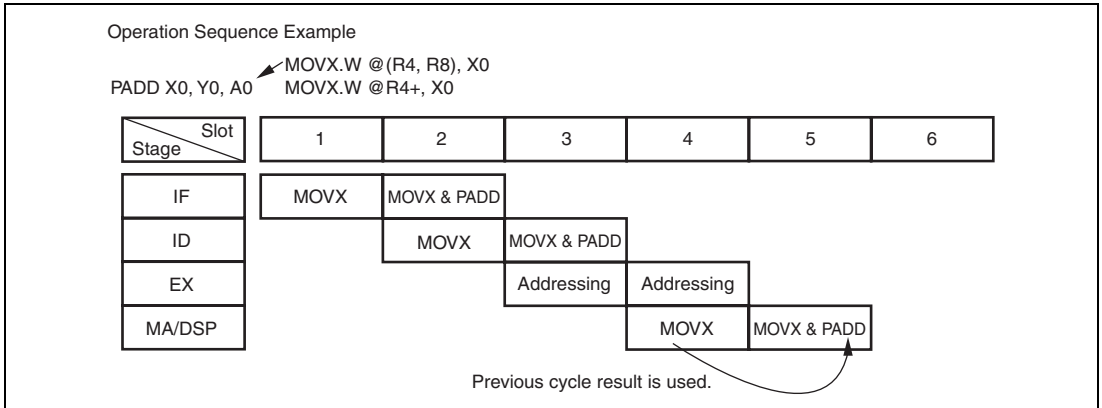 Operation Sequence Example
MOVX.W @(R4, R8), X0
PADD X0, Y0, A0 MOVX.W @R4+, X0
Slot
Stage
1 2 3 4 5 6
IF MOVX MOVX & PADD
ID MOVX MOVX & PADD
EX Addressing Addressing
MA/DSP MOVX MOVX & PADD
Previous cycle result is used.